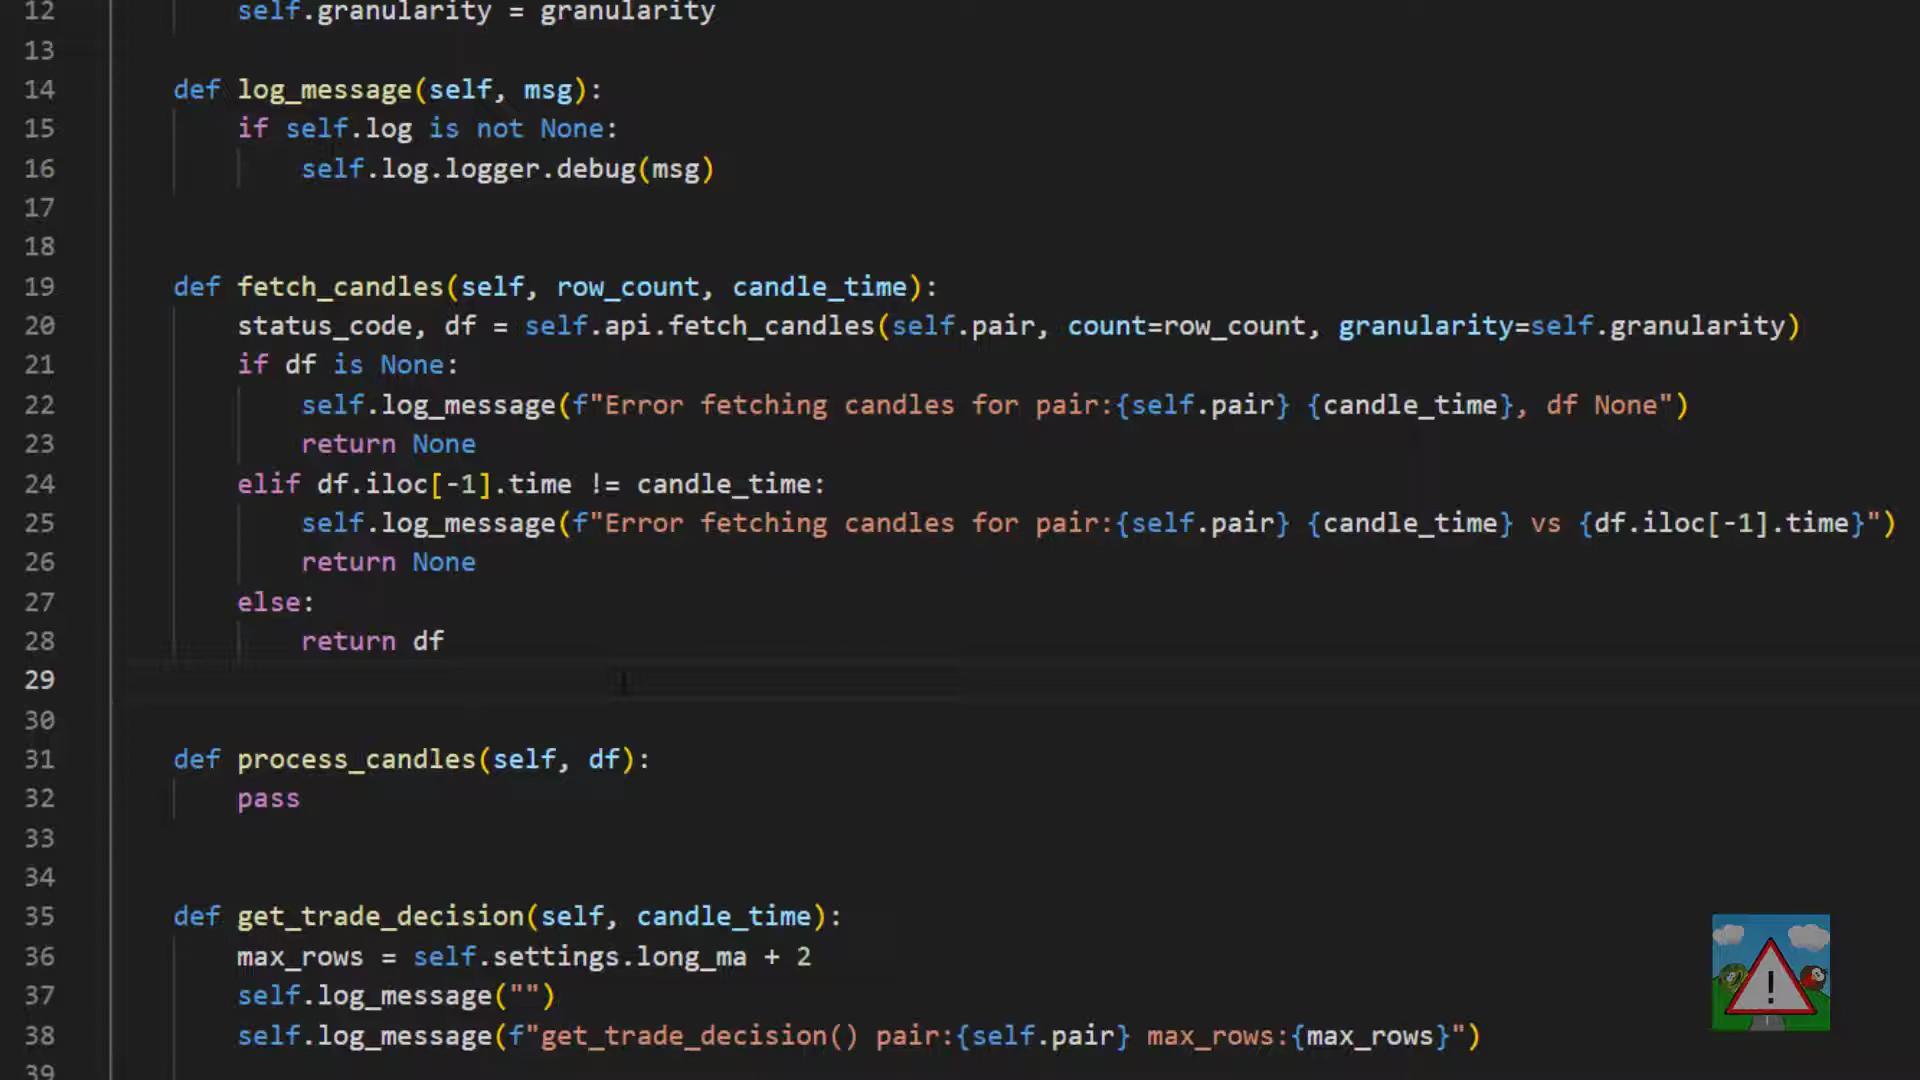 12 self.granularity = granularity
13
14 def log_message(self, msg):
15 if self.log is not None:
16 self.log.logger.debug(msg)
17
18
19 def fetch_candles(self, row_count, candle_time):
20 status_code, df = self.api.fetch_candles(self.pair, count=row_count, granularity=self.granularity)
21 if df is None:
22 self.log_message(f"Error fetching candles for pair:{self.pair} {candle_time}, df None")
23 return None
24 elif df.iloc[-1].time != candle_time:
25 self.log_message(f"Error fetching candles for pair:{self.pair} {candle_time} vs {df.iloc[-1].time}")
26 return None
27 else:
28 return df
29
30
31 def process_candles(self, df):
32 pass
33
34
35 def get_trade_decision(self, candle_time):
36 max_rows = self.settings.long_ma + 2
37 self.log_message("")
38 self.log_message(f"get_trade_decision() pair:{self.pair} max_rows:{max_rows}")
39
!